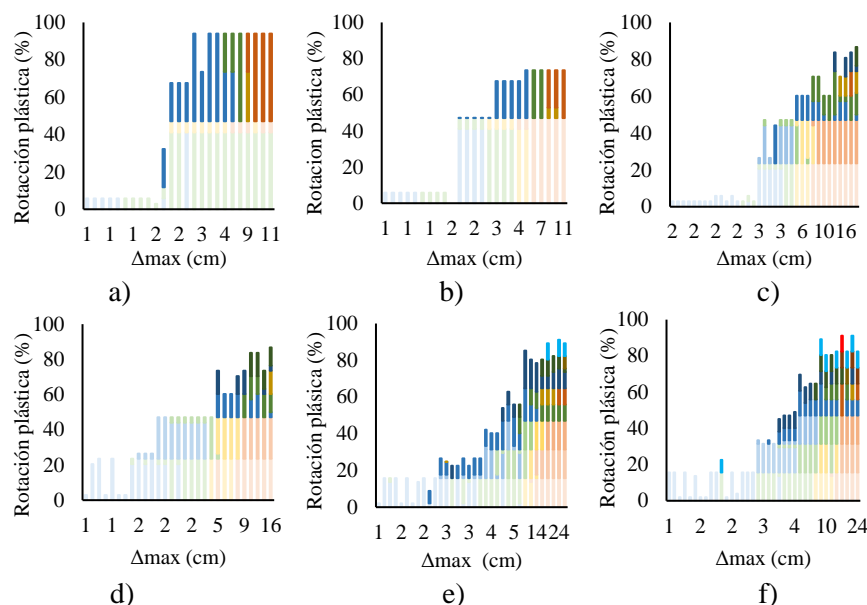 Rotacción plástica (%)
100
80
60
40
20
0
1 1 1 2 2 3 4 9 11
Δmax (cm)
a)
Rotacion plástica (%)
100
80
60
40
20
0
1 1 1 2 2 3 4 7 11
Δmax (cm)
b)
Rotación plástica (%)
100
80
60
40
20
0
2 2 2 2 3 3 6 10 16
Δmax (cm)
c)
Rotación plástica (%)
100
80
60
40
20
0
1 1 2 2 2 5 9 16
Δmax (cm)
d)
Rotación plásica (%)
100
80
60
40
20
0
1 2 2 3 3 4 5 14 24
Δmax (cm)
e)
Rotación plástica (%)
100
80
60
40
20
0
1 2 2 3 4 10 24
Δmax (cm)
f)